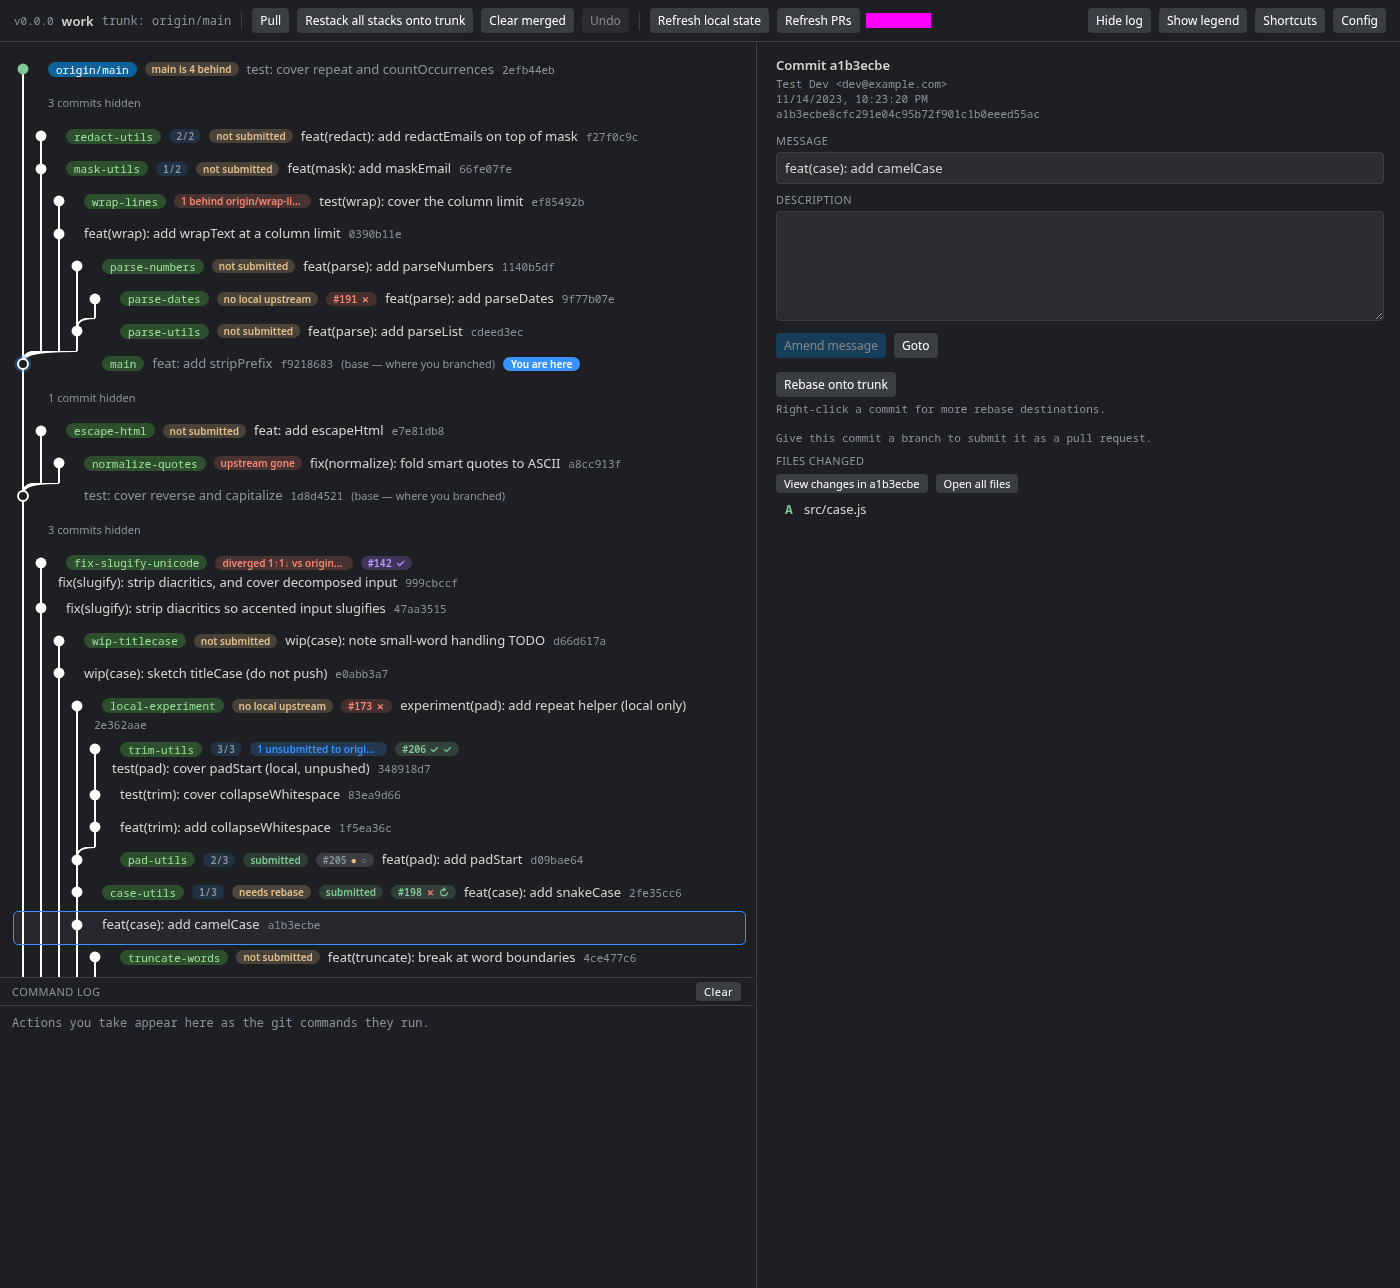 v0.0.0 work trunk: origin/main Pull Restack all stacks onto trunk Clear merged Undo Refresh local state Refresh PRs Hide log Show legend Shortcuts Config
origin/main main is 4 behind test: cover repeat and countOccurrences 2efb44eb
3 commits hidden
redact-utils 2/2 not submitted feat(redact): add redactEmails on top of mask f27f0c9c
mask-utils 1/2 not submitted feat(mask): add maskEmail 66fe07fe
wrap-lines 1 behind origin/wrap-li... test(wrap): cover the column limit ef85492b
feat(wrap): add wrapText at a column limit 0390b11e
parse-numbers not submitted feat(parse): add parseNumbers 1140b5df
parse-dates no local upstream #191 × feat(parse): add parseDates 9f77b07e
parse-utils not submitted feat(parse): add parseList cdeed3ec
main feat: add stripPrefix f9218683 (base — where you branched) You are here
1 commit hidden
escape-html not submitted feat: add escapeHtml e7e81db8
normalize-quotes upstream gone fix(normalize): fold smart quotes to ASCII a8cc913f
test: cover reverse and capitalize 1d8d4521 (base — where you branched)
3 commits hidden
fix-slugify-unicode diverged 1↑1↓ vs origin... #142 ✓
fix(slugify): strip diacritics, and cover decomposed input 999cbccf
fix(slugify): strip diacritics so accented input slugifies 47aa3515
wip-titlecase not submitted wip(case): note small-word handling TODO d66d617a
wip(case): sketch titleCase (do not push) e0abb3a7
local-experiment no local upstream #173 × experiment(pad): add repeat helper (local only)
2e362aae
trim-utils 3/3 1 unsubmitted to origi... #206 ✓ ✓
test(pad): cover padStart (local, unpushed) 348918d7
test(trim): cover collapseWhitespace 83ea9d66
feat(trim): add collapseWhitespace 1f5ea36c
pad-utils 2/3 submitted #205 ● ○ feat(pad): add padStart d09bae64
case-utils 1/3 needs rebase submitted #198 × ↻ feat(case): add snakeCase 2fe35cc6
feat(case): add camelCase a1b3ecbe
truncate-words not submitted feat(truncate): break at word boundaries 4ce477c6
COMMAND LOG Clear
Actions you take appear here as the git commands they run.
Commit a1b3ecbe
Test Dev <dev@example.com>
11/14/2023, 10:23:20 PM
a1b3ecbe8cfc291e04c95b72f901c1b0eeed55ac
MESSAGE
feat(case): add camelCase
DESCRIPTION
Amend message Goto
Rebase onto trunk
Right-click a commit for more rebase destinations.
Give this commit a branch to submit it as a pull request.
FILES CHANGED
View changes in a1b3ecbe Open all files
A src/case.js